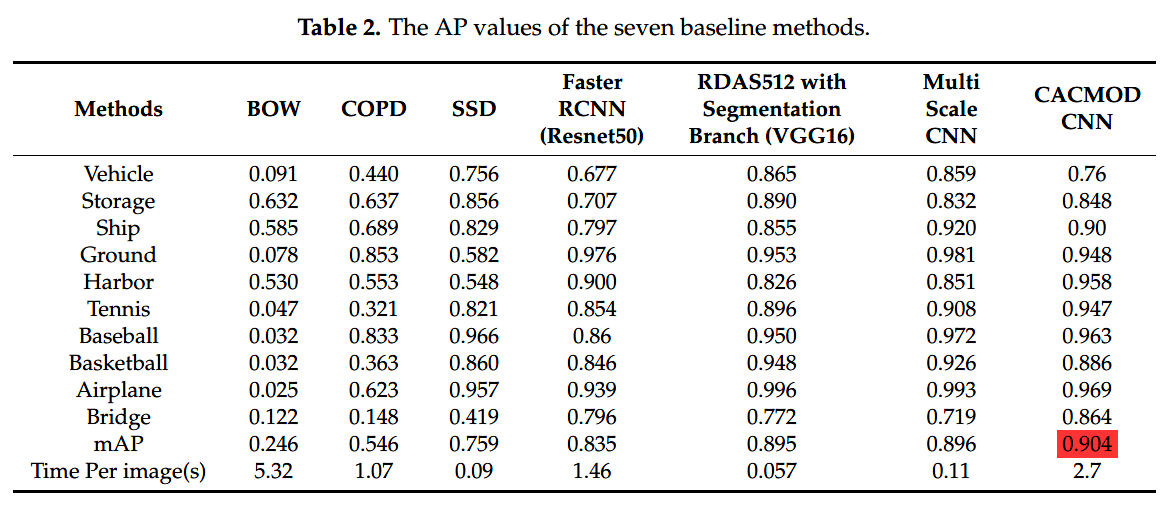 Table 2. The AP values of the seven baseline methods.
Methods BOW COPD SSD Faster RCNN (Resnet50) RDAS512 with Segmentation Branch (VGG16) Multi Scale CNN CACMOD CNN
Vehicle 0.091 0.440 0.756 0.677 0.865 0.859 0.76
Storage 0.632 0.637 0.856 0.707 0.890 0.832 0.848
Ship 0.585 0.689 0.829 0.797 0.855 0.920 0.90
Ground 0.078 0.853 0.582 0.976 0.953 0.981 0.948
Harbor 0.530 0.553 0.548 0.900 0.826 0.851 0.958
Tennis 0.047 0.321 0.821 0.854 0.896 0.908 0.947
Baseball 0.032 0.833 0.966 0.86 0.950 0.972 0.963
Basketball 0.032 0.363 0.860 0.846 0.948 0.926 0.886
Airplane 0.025 0.623 0.957 0.939 0.996 0.993 0.969
Bridge 0.122 0.148 0.419 0.796 0.772 0.719 0.864
mAP 0.246 0.546 0.759 0.835 0.895 0.896 0.904
Time Per image(s) 5.32 1.07 0.09 1.46 0.057 0.11 2.7